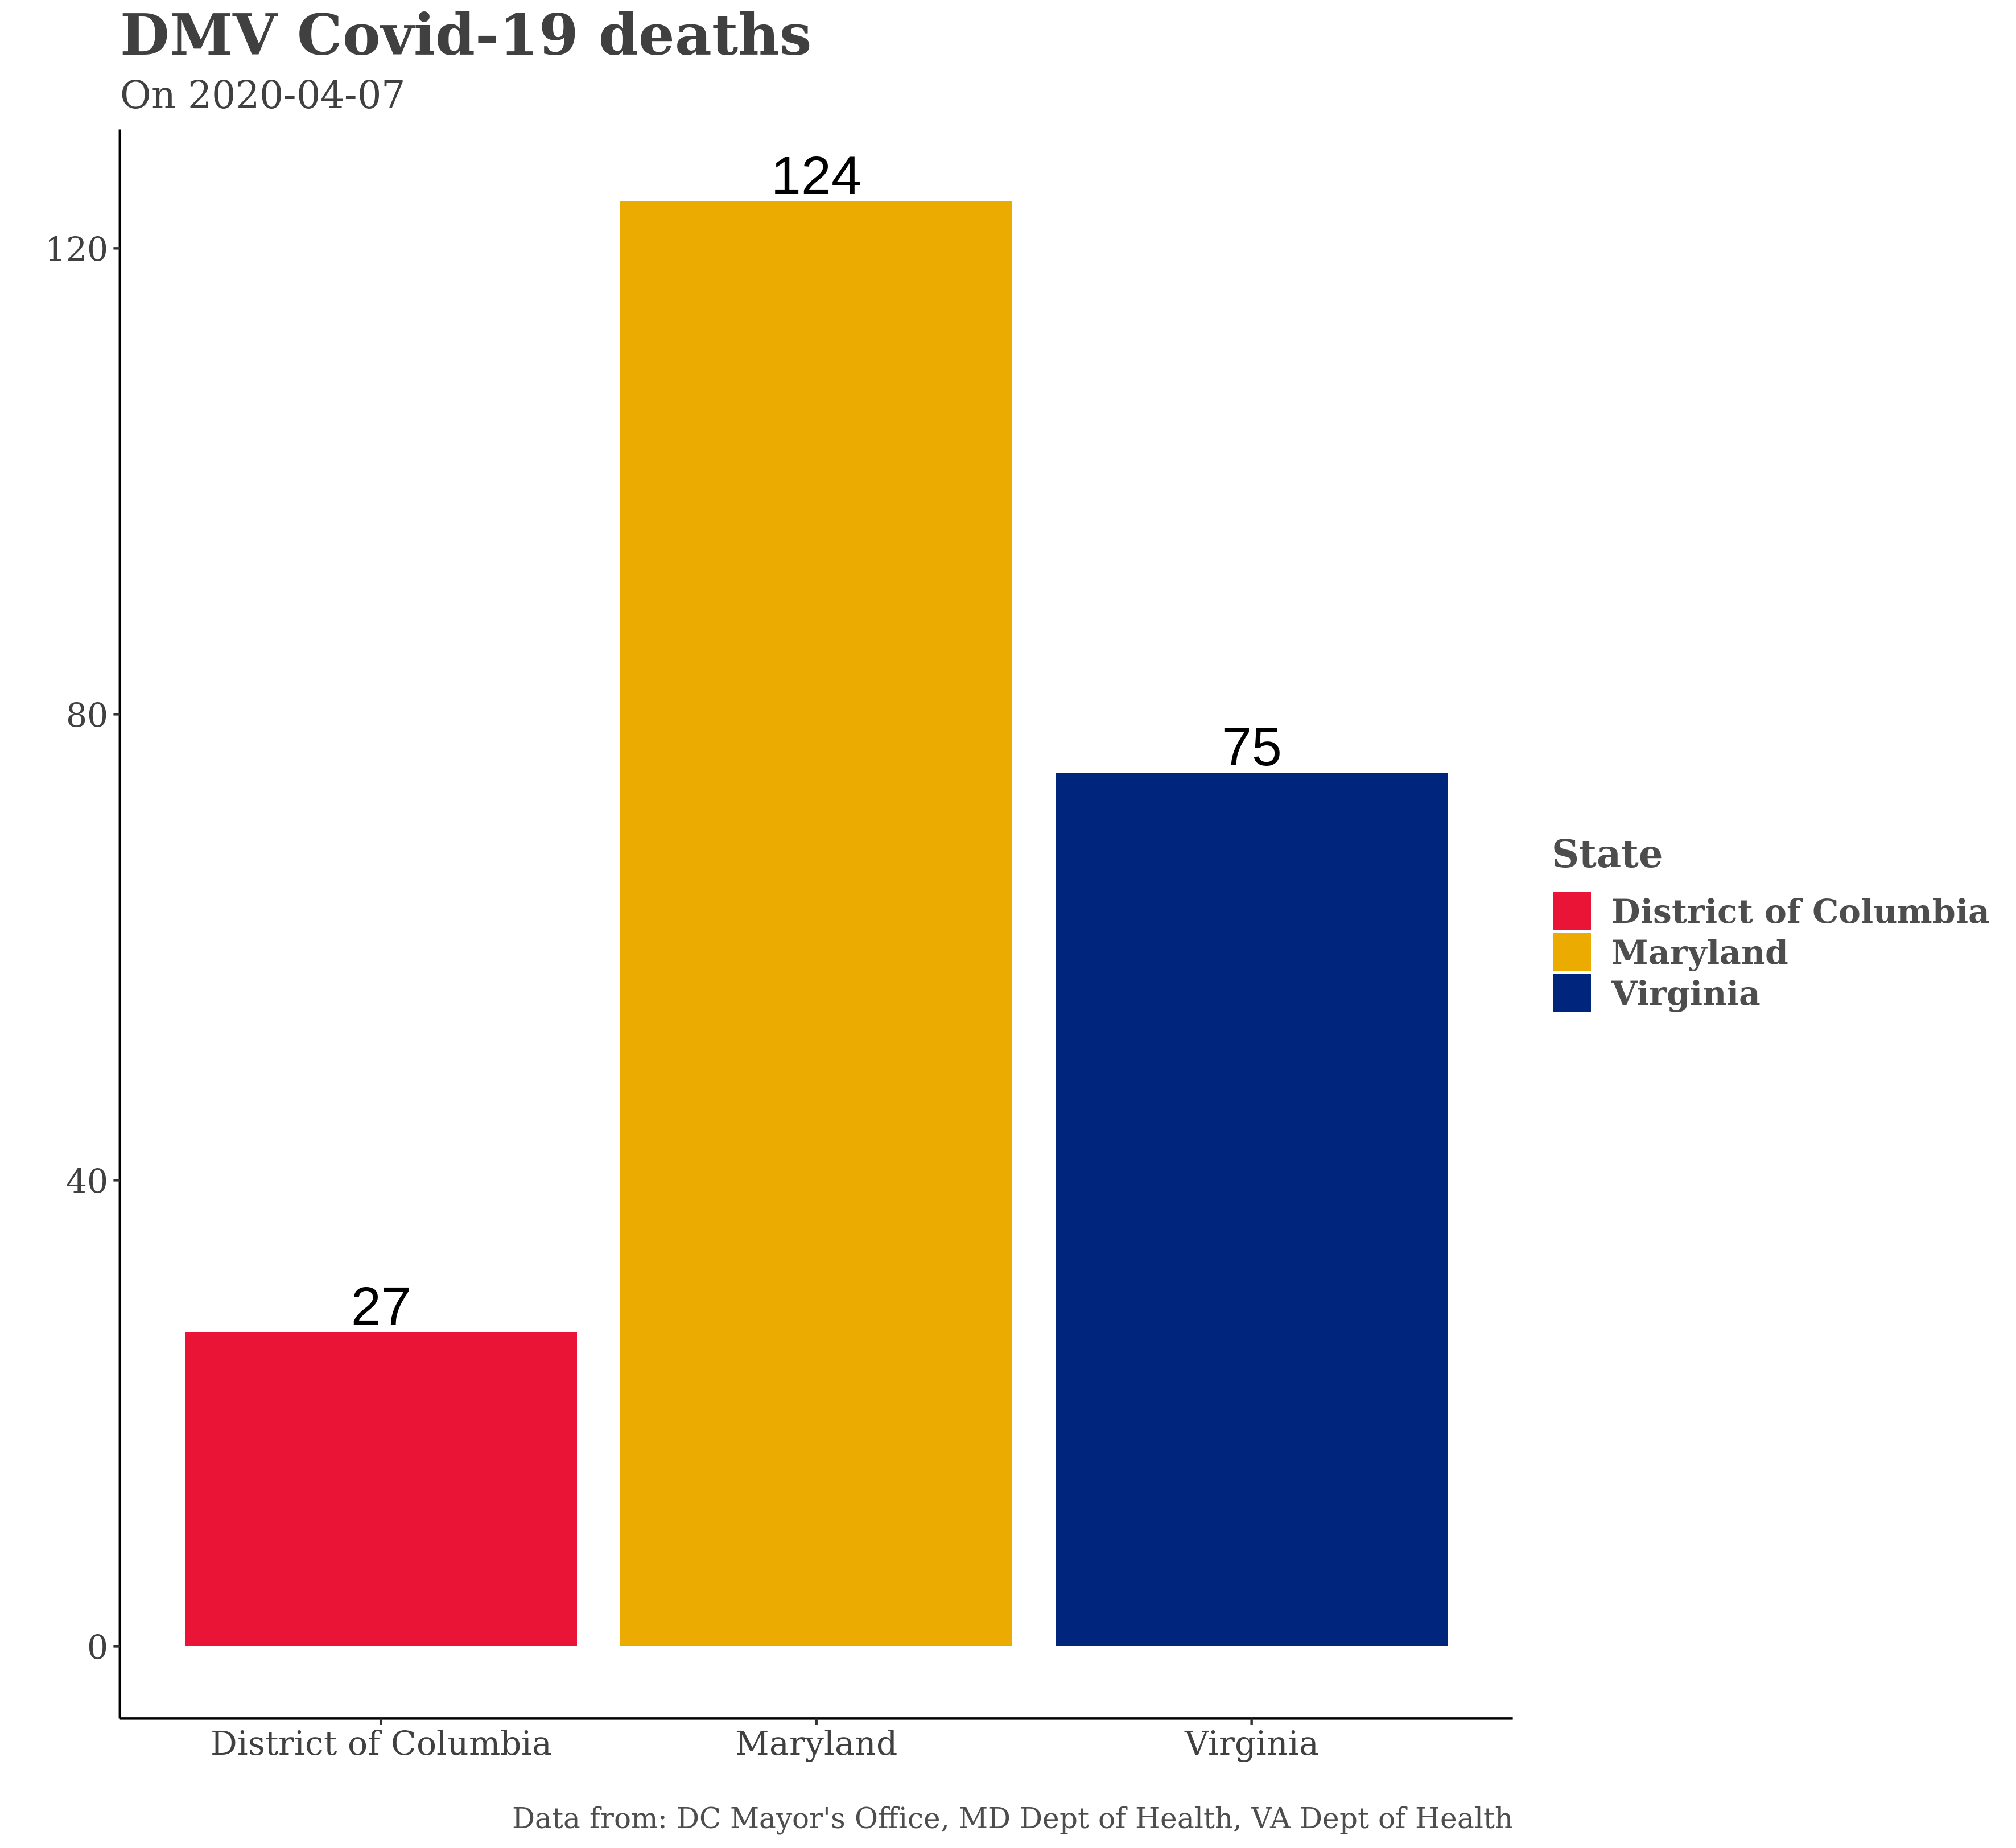 DMV Covid-19 deaths
On 2020-04-07
124
120
80
75
State
District of Columbia
Maryland
Virginia
40
27
0
District of Columbia
Maryland
Virginia
Data from: DC Mayor's Office, MD Dept of Health, VA Dept of Health